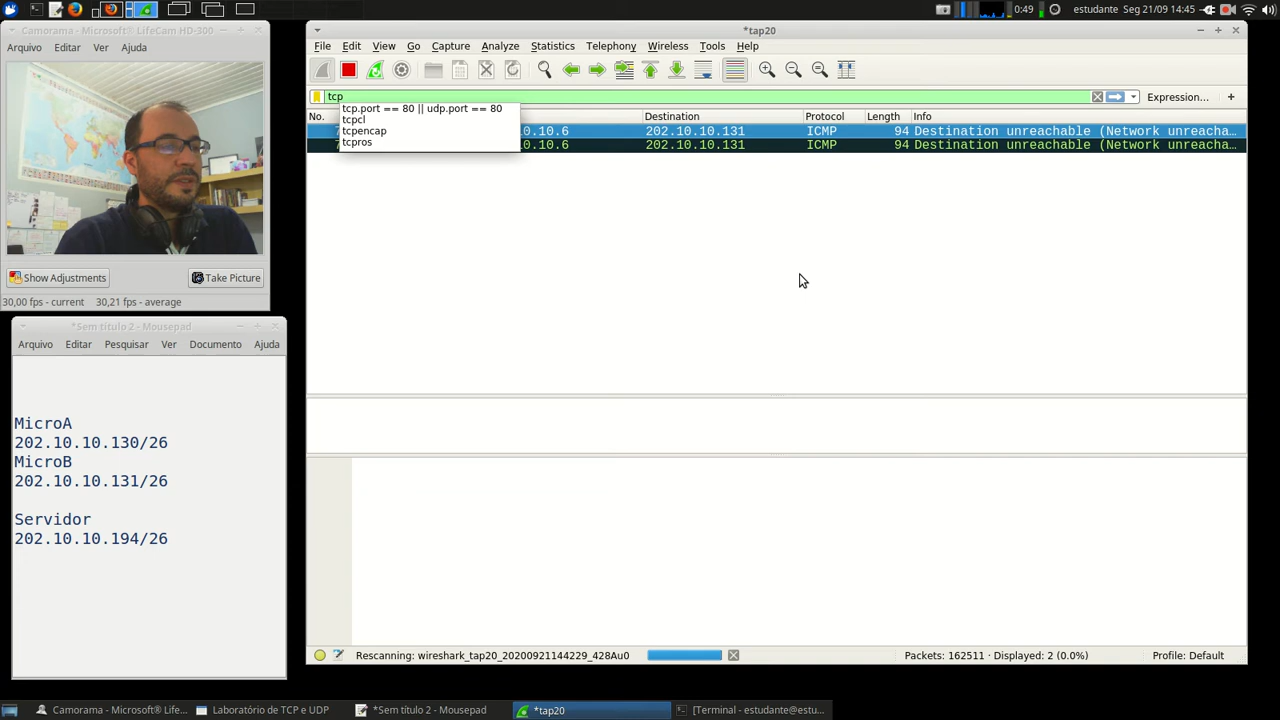 0:49 estudante Seg 21/09 14:45
Camorama - Microsoft® LifeCam HD-300
Arquivo Editar Ver Ajuda
Show Adjustments Take Picture
30,00 fps - current 30,21 fps - average
*Sem título 2 - Mousepad
Arquivo Editar Pesquisar Ver Documento Ajuda
MicroA
202.10.10.130/26
MicroB
202.10.10.131/26
Servidor
202.10.10.194/26
*tap20
File Edit View Go Capture Analyze Statistics Telephony Wireless Tools Help
tcp Expression... +
tcp.port == 80 || udp.port == 80
tcpcl
tcpencap
tcpros
No. Destination Protocol Length Info
.10.6 202.10.10.131 ICMP 94 Destination unreachable (Network unreacha…
.10.6 202.10.10.131 ICMP 94 Destination unreachable (Network unreacha…
Rescanning: wireshark_tap20_20200921144229_428Au0 Packets: 162511 · Displayed: 2 (0.0%) Profile: Default
Camorama - Microsoft® Life... Laboratório de TCP e UDP *Sem título 2 - Mousepad *tap20 [Terminal - estudante@estu...